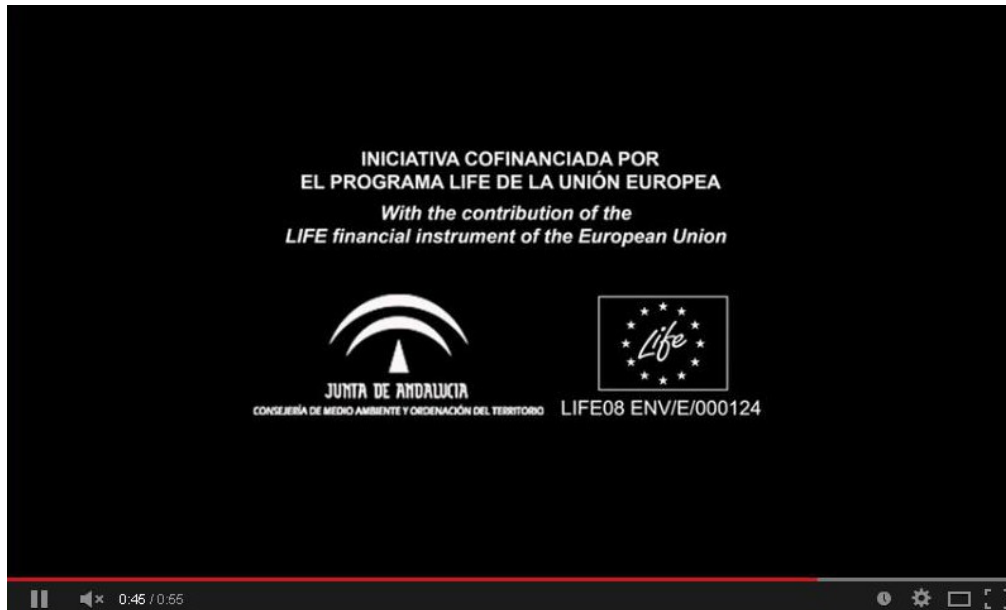 INICIATIVA COFINANCIADA POR
EL PROGRAMA LIFE DE LA UNIÓN EUROPEA
With the contribution of the
LIFE financial instrument of the European Union
Life
JUNTA DE ANDALUCIA
CONSEJERÍA DE MEDIO AMBIENTE Y ORDENACIÓN DEL TERRITORIO
LIFE08 ENV/E/000124
0:45 / 0:55